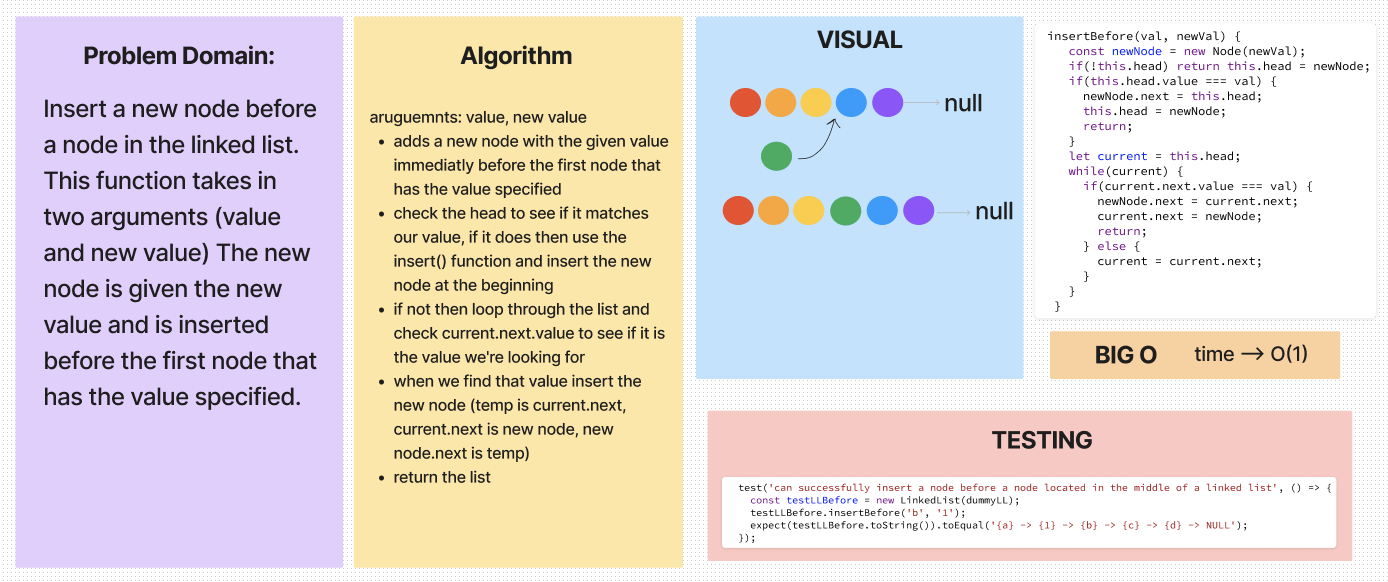 Problem Domain:
Insert a new node before
a node in the linked list.
This function takes in
two arguments (value
and new value) The new
node is given the new
value and is inserted
before the first node that
has the value specified.
Algorithm
aruguemnts: value, new value
• adds a new node with the given value
immediatly before the first node that
has the value specified
• check the head to see if it matches
our value, if it does then use the
insert() function and insert the new
node at the beginning
• if not then loop through the list and
check current.next.value to see if it is
the value we're looking for
• when we find that value insert the
new node (temp is current.next,
current.next is new node, new
node.next is temp)
• return the list
VISUAL
null
null
insertBefore(val, newVal) {
const newNode = new Node(newVal);
if(!this.head) return this.head = newNode;
if(this.head.value === val) {
newNode.next = this.head;
this.head = newNode;
return;
}
let current = this.head;
while(current) {
if(current.next.value === val) {
newNode.next = current.next;
current.next = newNode;
return;
} else {
current = current.next;
}
}
}
BIG O time → O(1)
TESTING
test('can successfully insert a node before a node located in the middle of a linked list', () => {
const testLLBefore = new LinkedList(dummyLL);
testLLBefore.insertBefore('b', '1');
expect(testLLBefore.toString()).toEqual('{a} -> {1} -> {b} -> {c} -> {d} -> NULL');
});